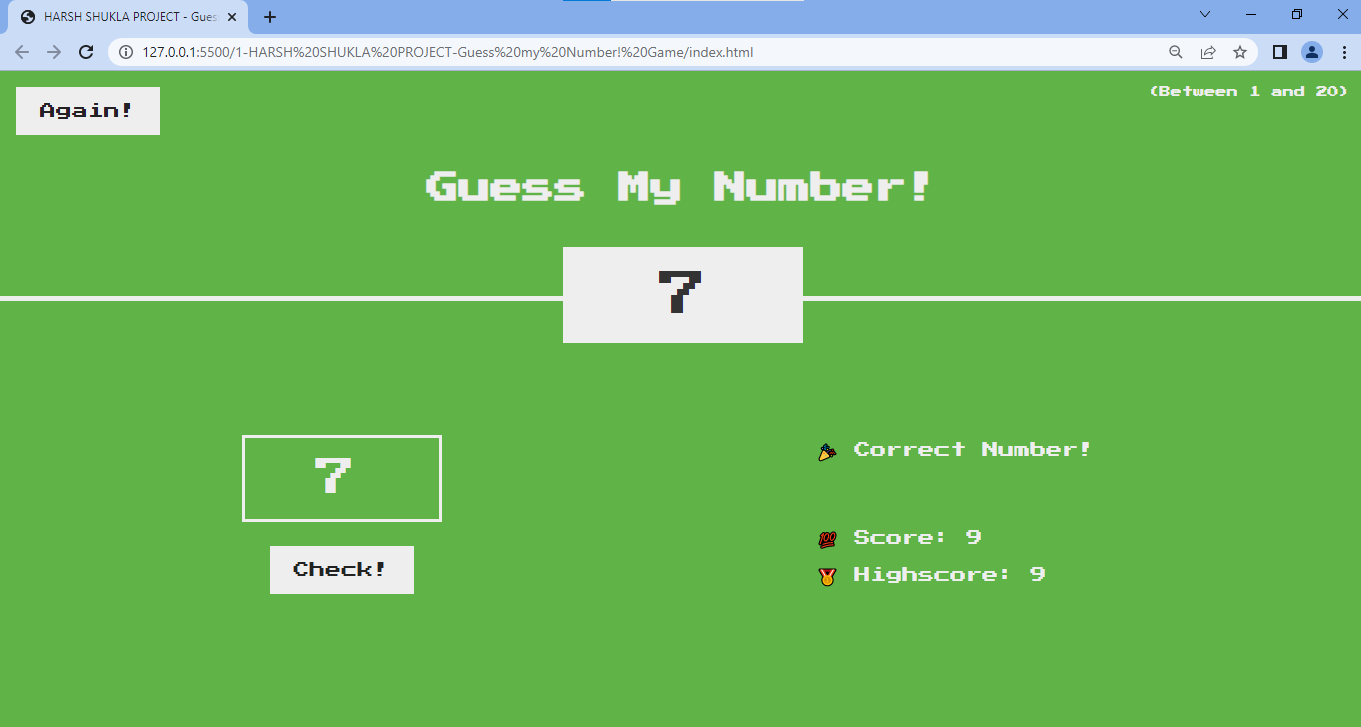 HARSH SHUKLA PROJECT - Gues
127.0.0.1:5500/1-HARSH%20SHUKLA%20PROJECT-Guess%20my%20Number!%20Game/index.html
Again!
(Between 1 and 20)
Guess My Number!
7
7
Check!
🎉 Correct Number!
💯 Score: 9
🥇 Highscore: 9